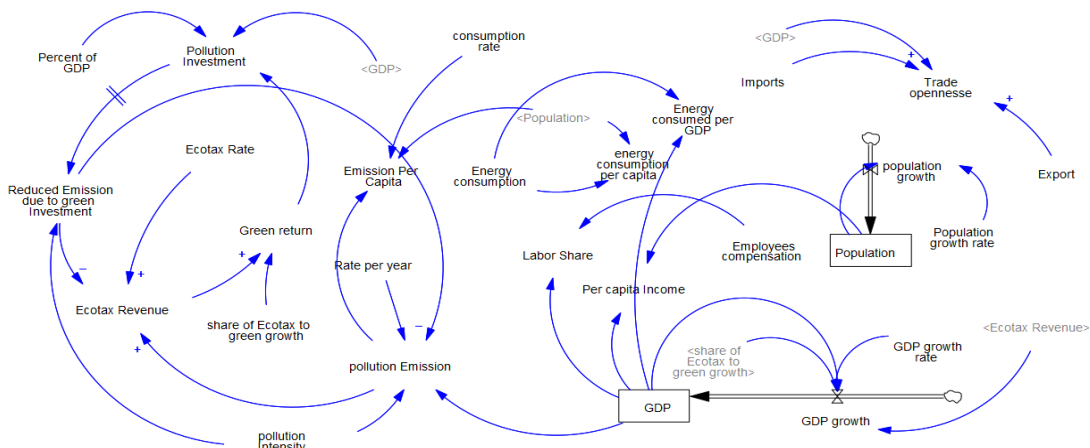 Percent of
GDP
Pollution
Investment
<GDP>
consumption
rate
<GDP>
Imports
Trade
opennesse
+
+
Energy
consumed per
GDP
<Population>
Ecotax Rate
Emission Per
Capita
Energy
consumption
energy
consumption
per capita
population
growth
Export
Reduced Emission
due to green
Investment
Green return
Labor Share
Employees
compensation
Population
Population
growth rate
–
+
+
Rate per year
Ecotax Revenue
Per capita Income
share of Ecotax to
green growth
–
+
<share of
Ecotax to
green growth>
GDP growth
rate
<Ecotax Revenue>
pollution Emission
GDP
GDP growth
pollution
Intensity